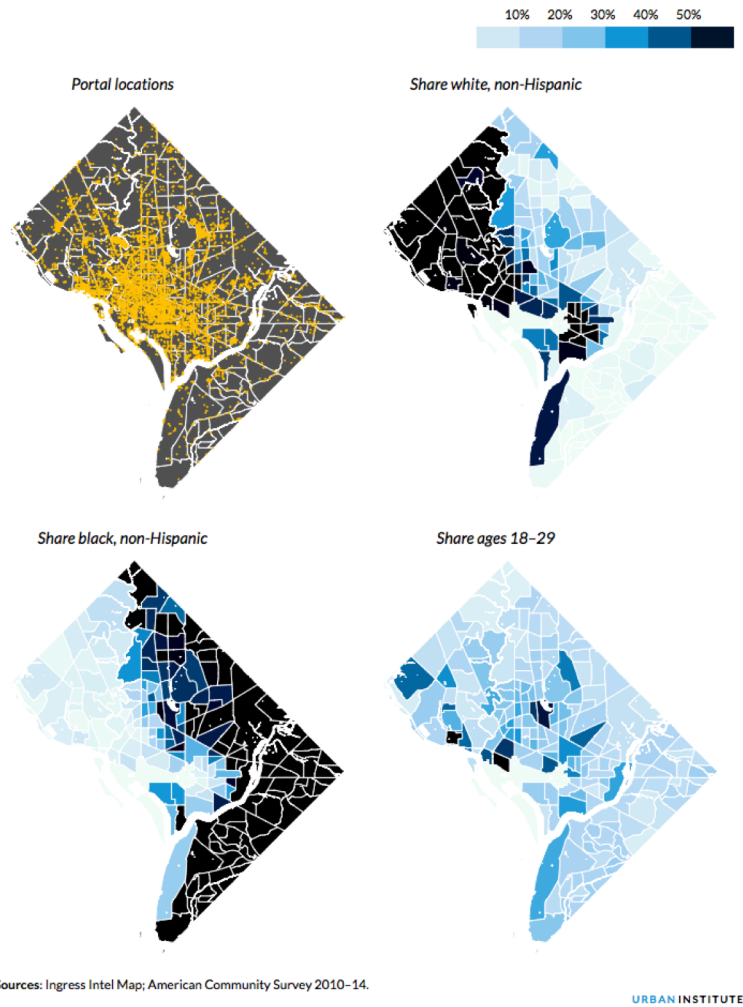 10% 20% 30% 40% 50%
Portal locations
Share white, non-Hispanic
Share black, non-Hispanic
Share ages 18–29
ources: Ingress Intel Map; American Community Survey 2010–14.
URBAN INSTITUTE